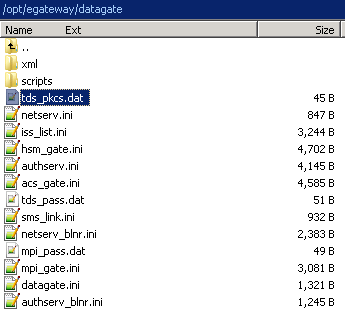 /opt/egateway/datagate
Name Ext Size
..
xml
scripts
tds_pkcs.dat 45 B
netserv.ini 847 B
iss_list.ini 3,244 B
hsm_gate.ini 4,702 B
authserv.ini 4,145 B
acs_gate.ini 4,585 B
tds_pass.dat 51 B
sms_link.ini 932 B
netserv_blnr.ini 2,383 B
mpi_pass.dat 49 B
mpi_gate.ini 3,081 B
datagate.ini 1,321 B
authserv_blnr.ini 1,245 B